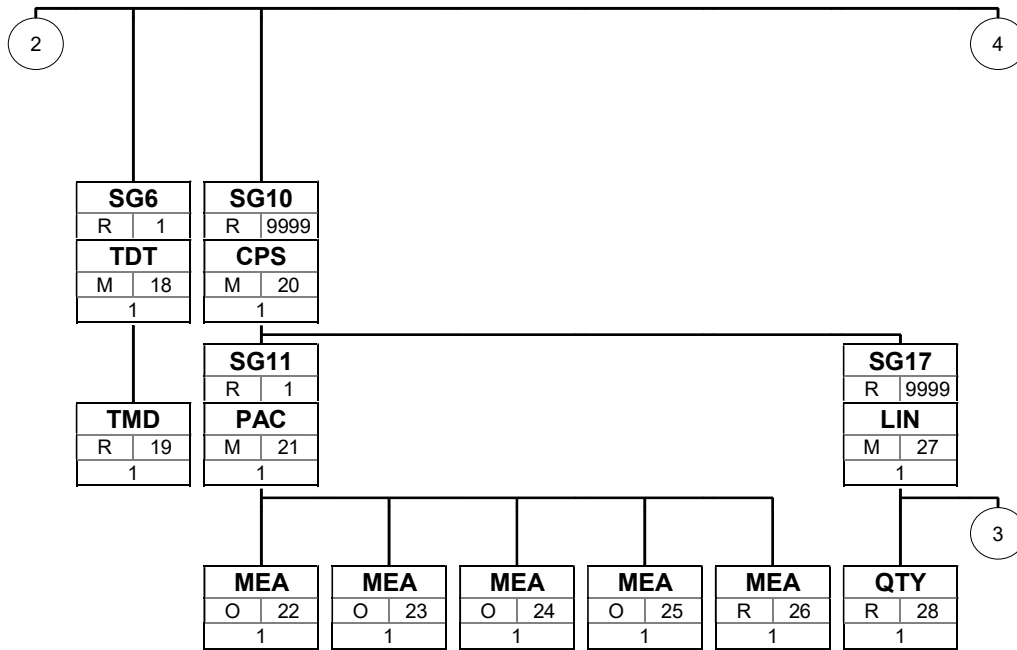 2
4
SG6
R 1
TDT
M 18
1
SG10
R 9999
CPS
M 20
1
SG11
R 1
PAC
M 21
1
SG17
R 9999
LIN
M 27
1
TMD
R 19
1
3
MEA
O 22
1
MEA
O 23
1
MEA
O 24
1
MEA
O 25
1
MEA
R 26
1
QTY
R 28
1